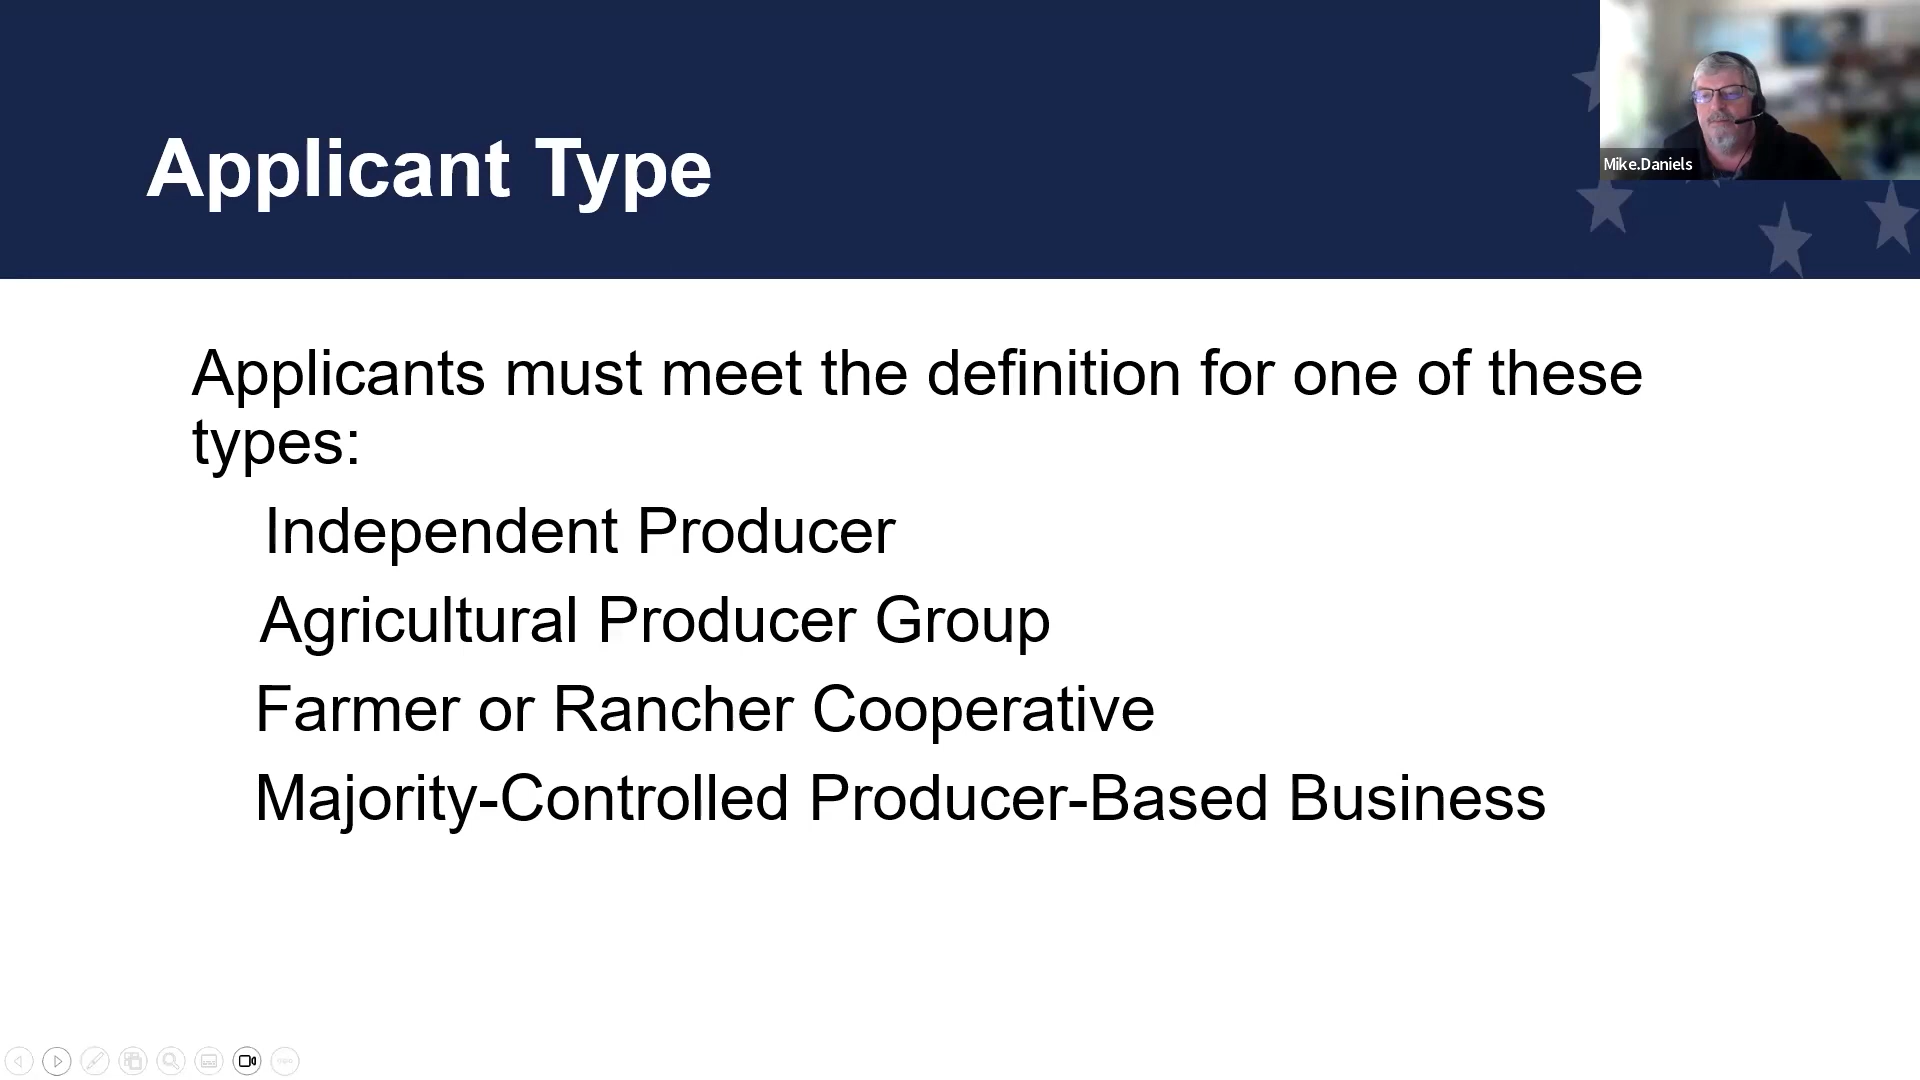 Applicant Type
Mike.Daniels
Applicants must meet the definition for one of these
types:
Independent Producer
Agricultural Producer Group
Farmer or Rancher Cooperative
Majority-Controlled Producer-Based Business